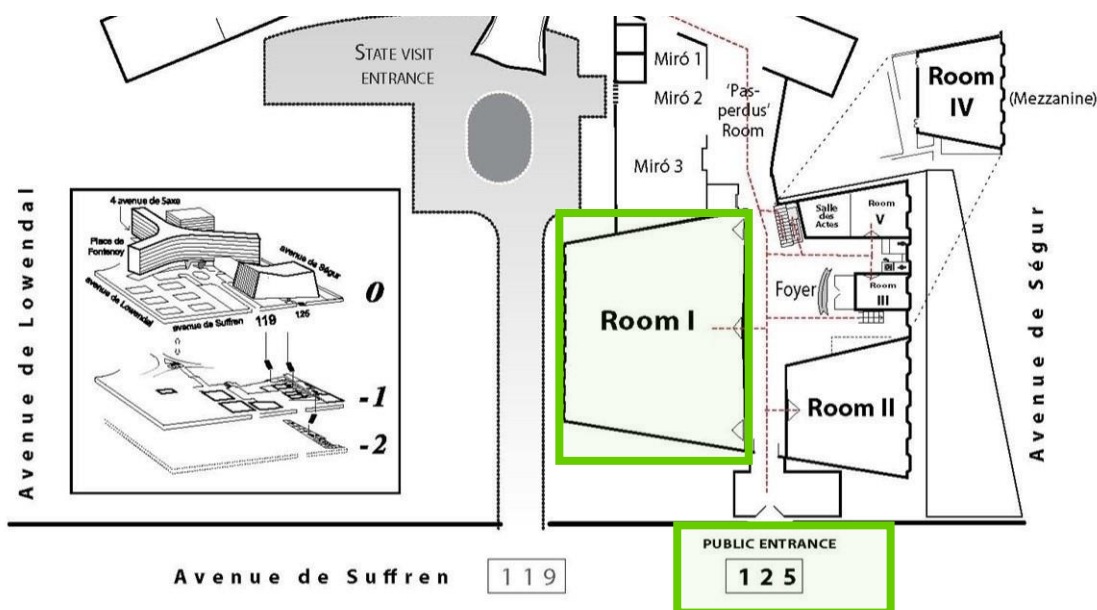 STATE VISIT
ENTRANCE
Miró 1
Miró 2
Miró 3
'Pas-
perdus'
Room
Room
IV
(Mezzanine)
Avenue de Lowendal
4 avenue de Saxe
Place de
Fontenoy
avenue de Ségur
avenue de Lowendal
avenue de Suffren
119
125
0
-1
-2
Salle
des
Actes
Room
V
Foyer
Room
III
Room I
Room II
Avenue de Ségur
PUBLIC ENTRANCE
Avenue de Suffren 119 125